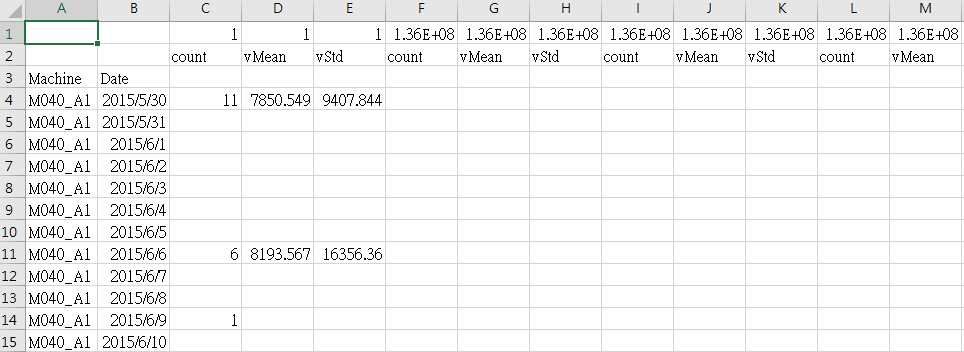 A B C D E F G H I J K L M
1 1 1 1 1.36E+08 1.36E+08 1.36E+08 1.36E+08 1.36E+08 1.36E+08 1.36E+08 1.36E+08
2 count vMean vStd count vMean vStd count vMean vStd count vMean
3 Machine Date
4 M040_A1 2015/5/30 11 7850.549 9407.844
5 M040_A1 2015/5/31
6 M040_A1 2015/6/1
7 M040_A1 2015/6/2
8 M040_A1 2015/6/3
9 M040_A1 2015/6/4
10 M040_A1 2015/6/5
11 M040_A1 2015/6/6 6 8193.567 16356.36
12 M040_A1 2015/6/7
13 M040_A1 2015/6/8
14 M040_A1 2015/6/9 1
15 M040_A1 2015/6/10